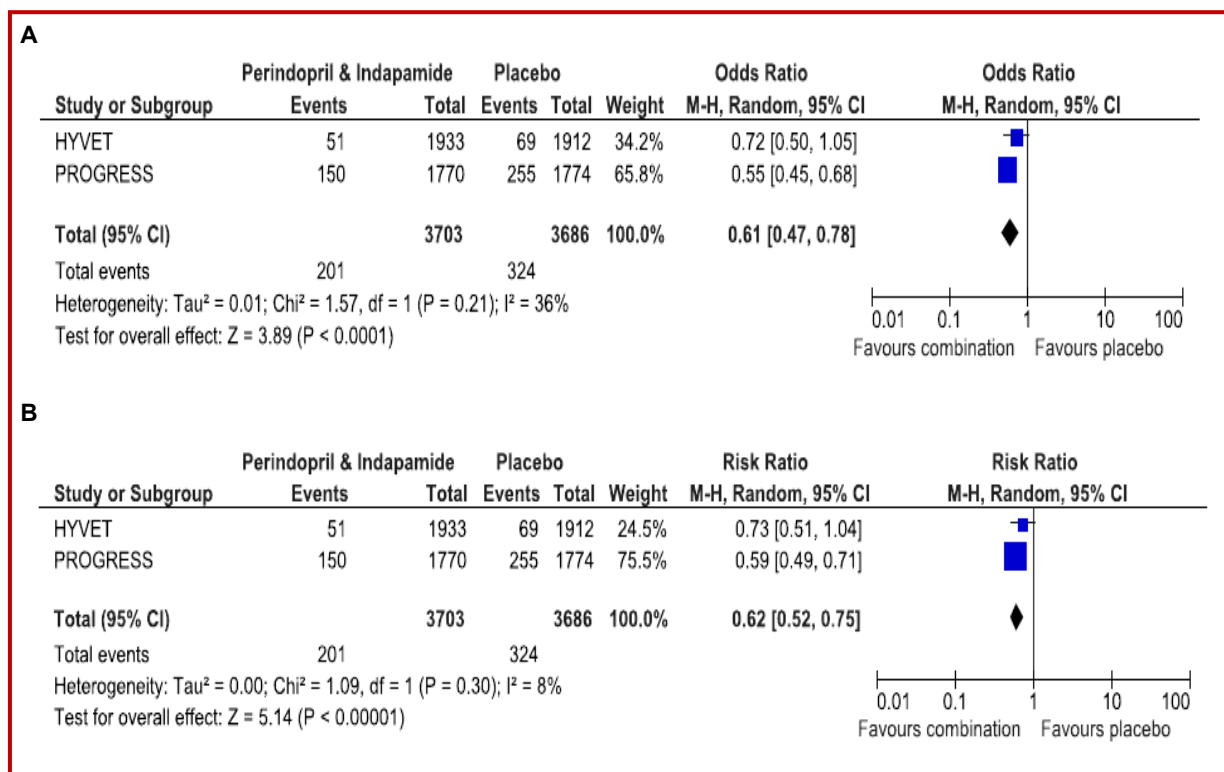 A
Perindopril & Indapamide Placebo Odds Ratio Odds Ratio
Study or Subgroup Events Total Events Total Weight M-H, Random, 95% CI M-H, Random, 95% CI
HYVET 51 1933 69 1912 34.2% 0.72 [0.50, 1.05]
PROGRESS 150 1770 255 1774 65.8% 0.55 [0.45, 0.68]
Total (95% CI) 3703 3686 100.0% 0.61 [0.47, 0.78]
Total events 201 324
Heterogeneity: Tau² = 0.01; Chi² = 1.57, df = 1 (P = 0.21); I² = 36%
Test for overall effect: Z = 3.89 (P < 0.0001)
0.01 0.1 1 10 100
Favours combination Favours placebo
B
Perindopril & Indapamide Placebo Risk Ratio Risk Ratio
Study or Subgroup Events Total Events Total Weight M-H, Random, 95% CI M-H, Random, 95% CI
HYVET 51 1933 69 1912 24.5% 0.73 [0.51, 1.04]
PROGRESS 150 1770 255 1774 75.5% 0.59 [0.49, 0.71]
Total (95% CI) 3703 3686 100.0% 0.62 [0.52, 0.75]
Total events 201 324
Heterogeneity: Tau² = 0.00; Chi² = 1.09, df = 1 (P = 0.30); I² = 8%
Test for overall effect: Z = 5.14 (P < 0.00001)
0.01 0.1 1 10 100
Favours combination Favours placebo